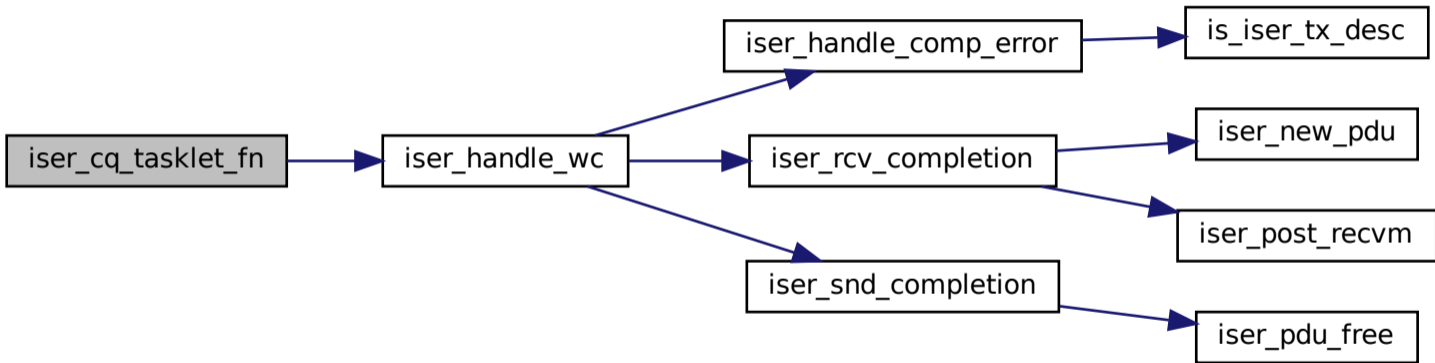 iser_cq_tasklet_fn
iser_handle_wc
iser_handle_comp_error
is_iser_tx_desc
iser_rcv_completion
iser_new_pdu
iser_post_recvm
iser_snd_completion
iser_pdu_free